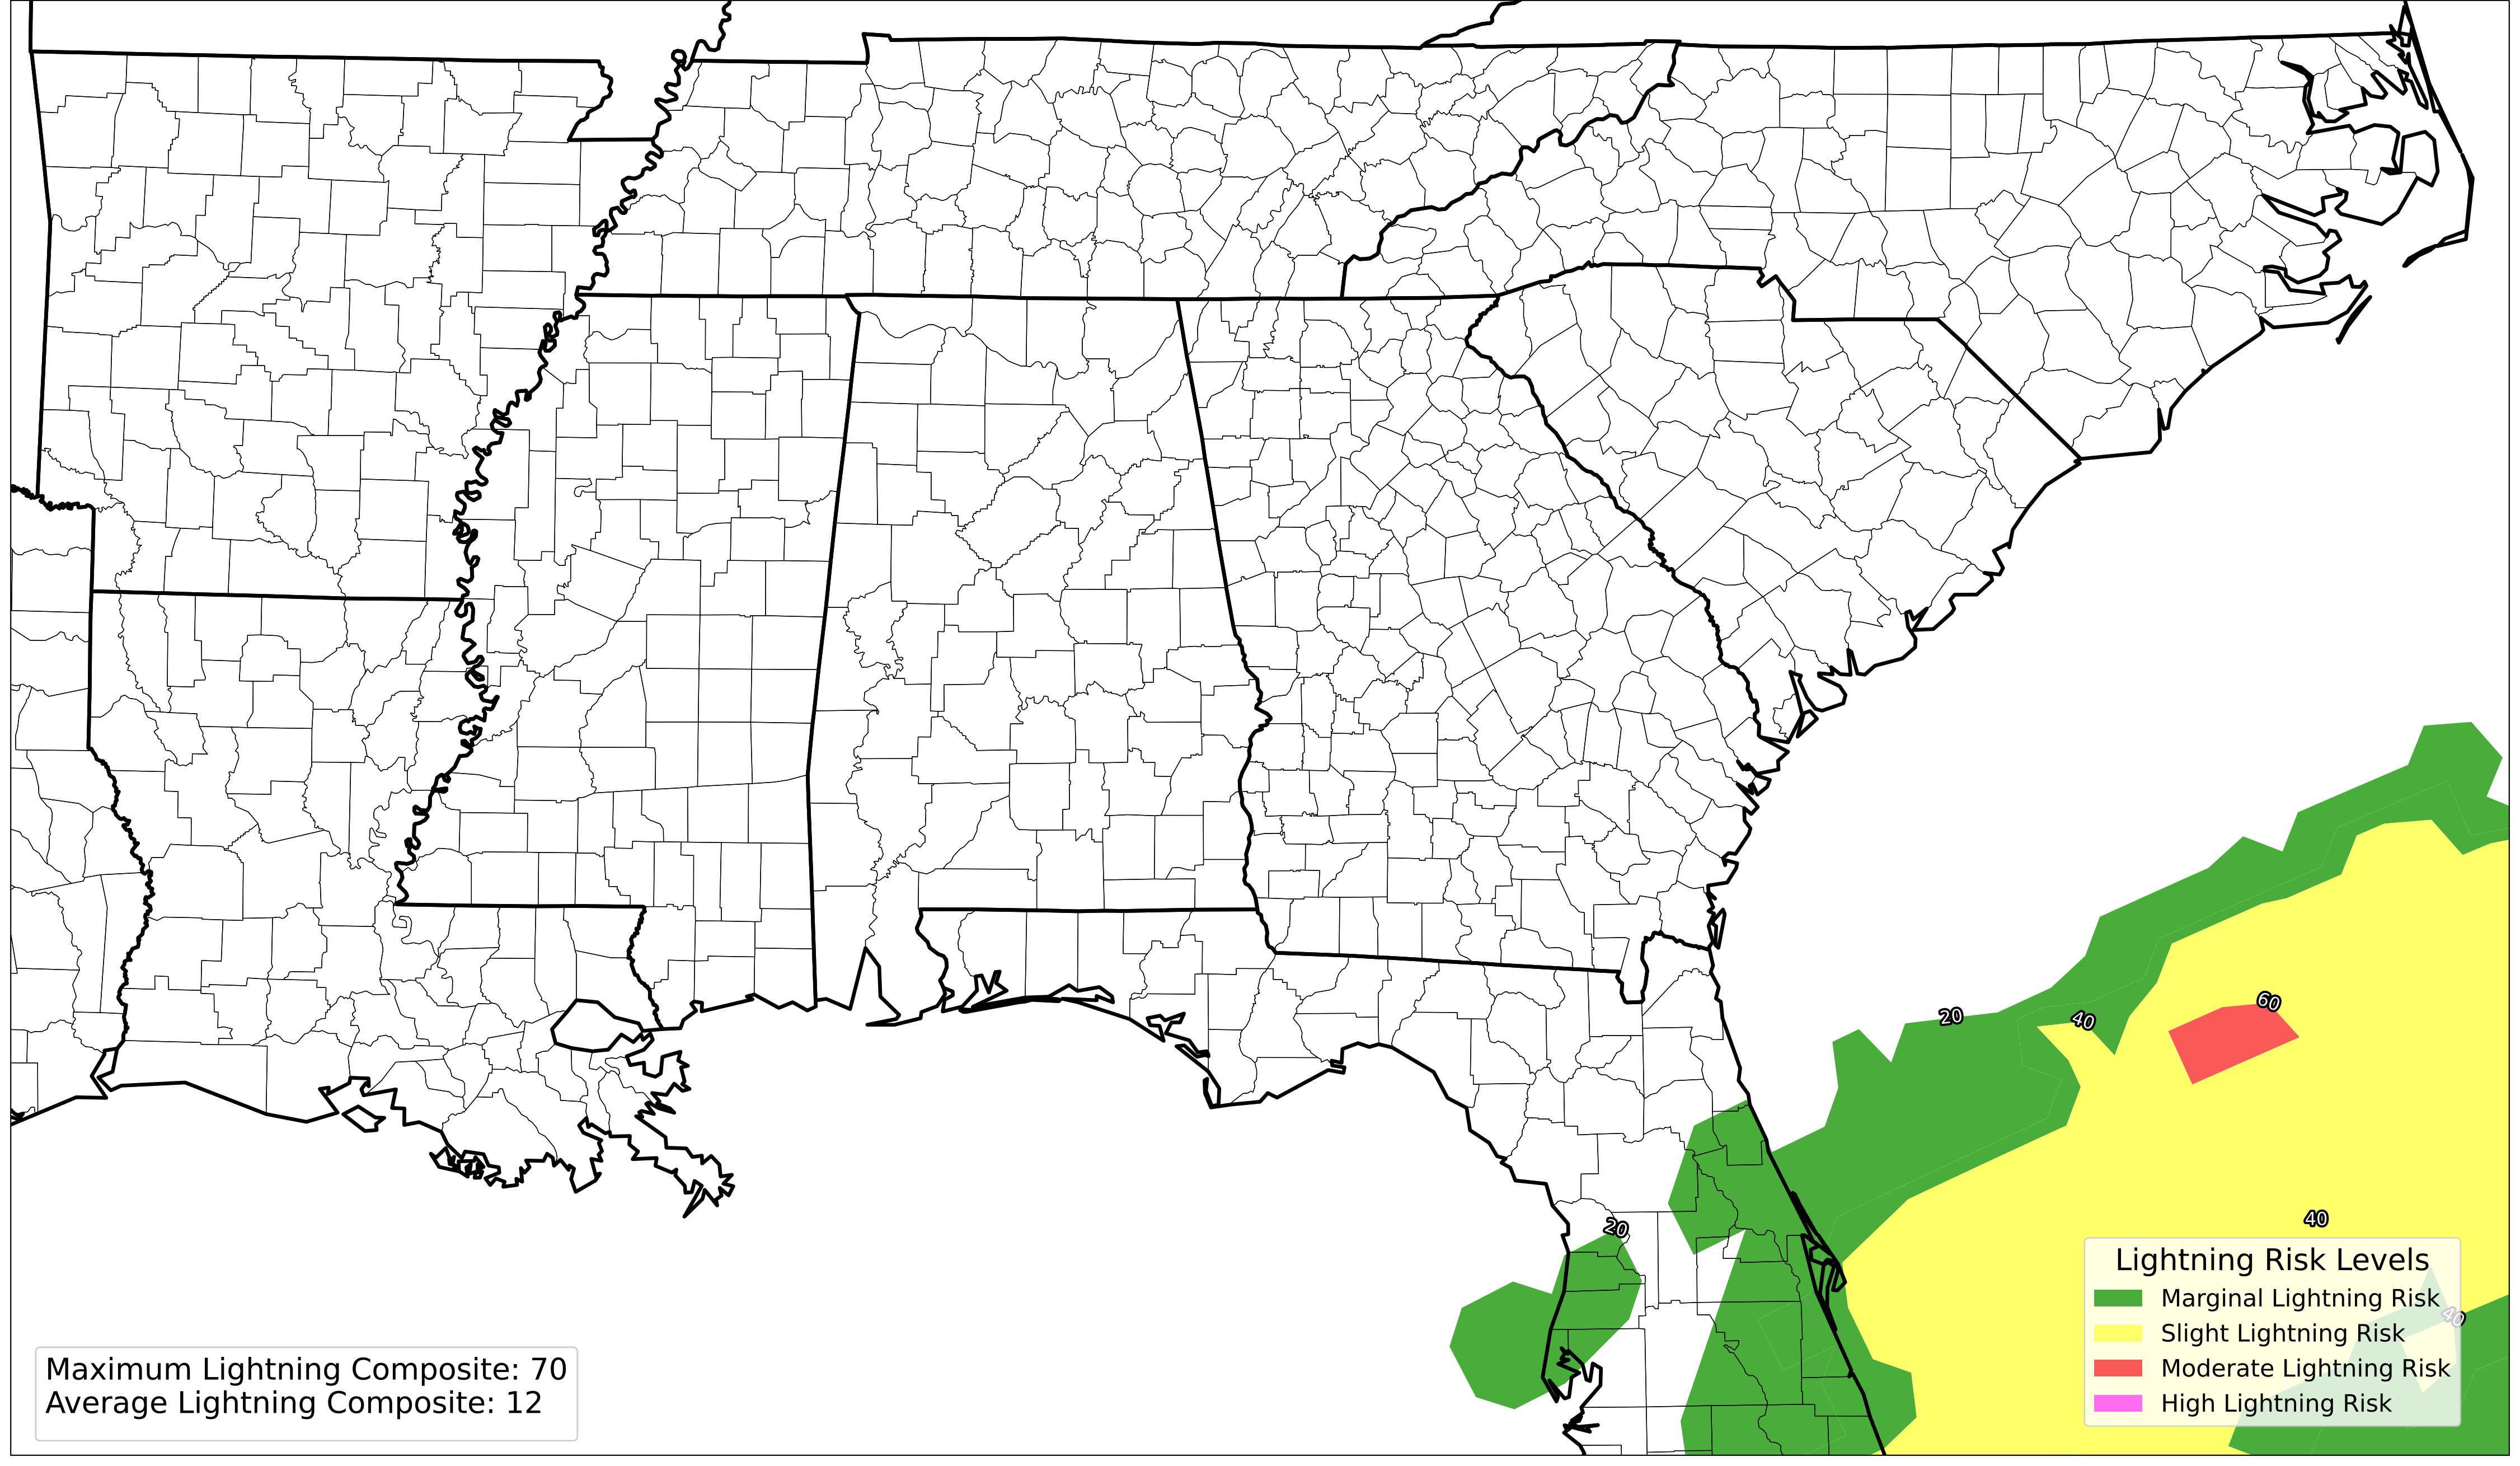 20
40
60
20
40
40
Lightning Risk Levels
Marginal Lightning Risk
Slight Lightning Risk
Moderate Lightning Risk
High Lightning Risk
Maximum Lightning Composite: 70
Average Lightning Composite: 12